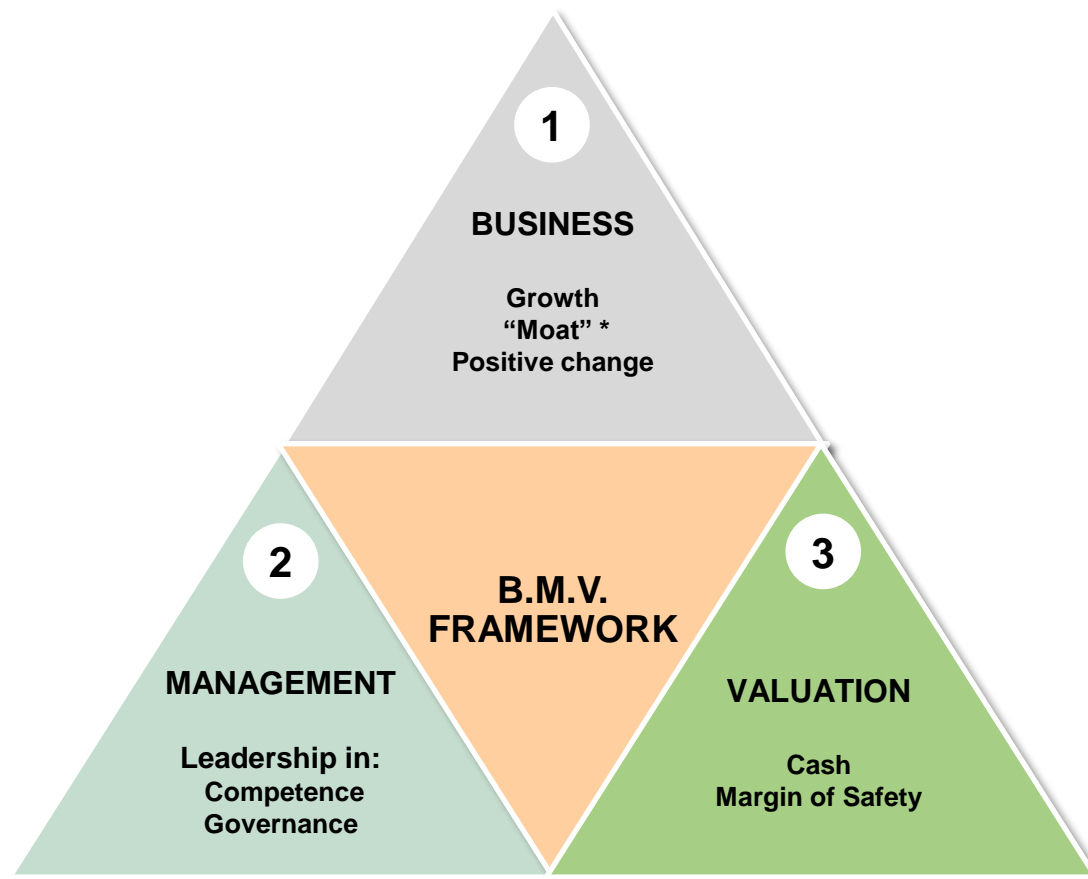 1
BUSINESS
Growth
“Moat” *
Positive change
2
MANAGEMENT
Leadership in:
Competence
Governance
B.M.V.
FRAMEWORK
3
VALUATION
Cash
Margin of Safety